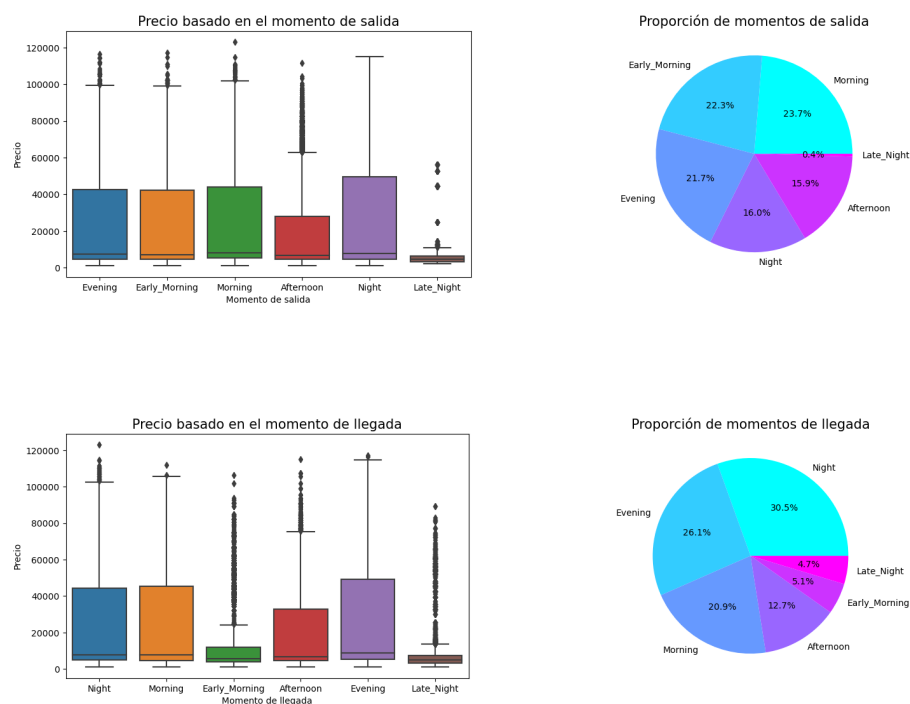 Precio basado en el momento de salida
Precio
120000
100000
80000
60000
40000
20000
0
Evening Early_Morning Morning Afternoon Night Late_Night
Momento de salida
Proporción de momentos de salida
Early_Morning
Morning
22.3%
23.7%
Late_Night
0.4%
21.7%
15.9%
Evening
16.0%
Afternoon
Night
Precio basado en el momento de llegada
Precio
120000
100000
80000
60000
40000
20000
0
Night Morning Early_Morning Afternoon Evening Late_Night
Momento de llegada
Proporción de momentos de llegada
Night
Evening
30.5%
26.1%
4.7%
Late_Night
5.1%
Early_Morning
20.9%
12.7%
Afternoon
Morning